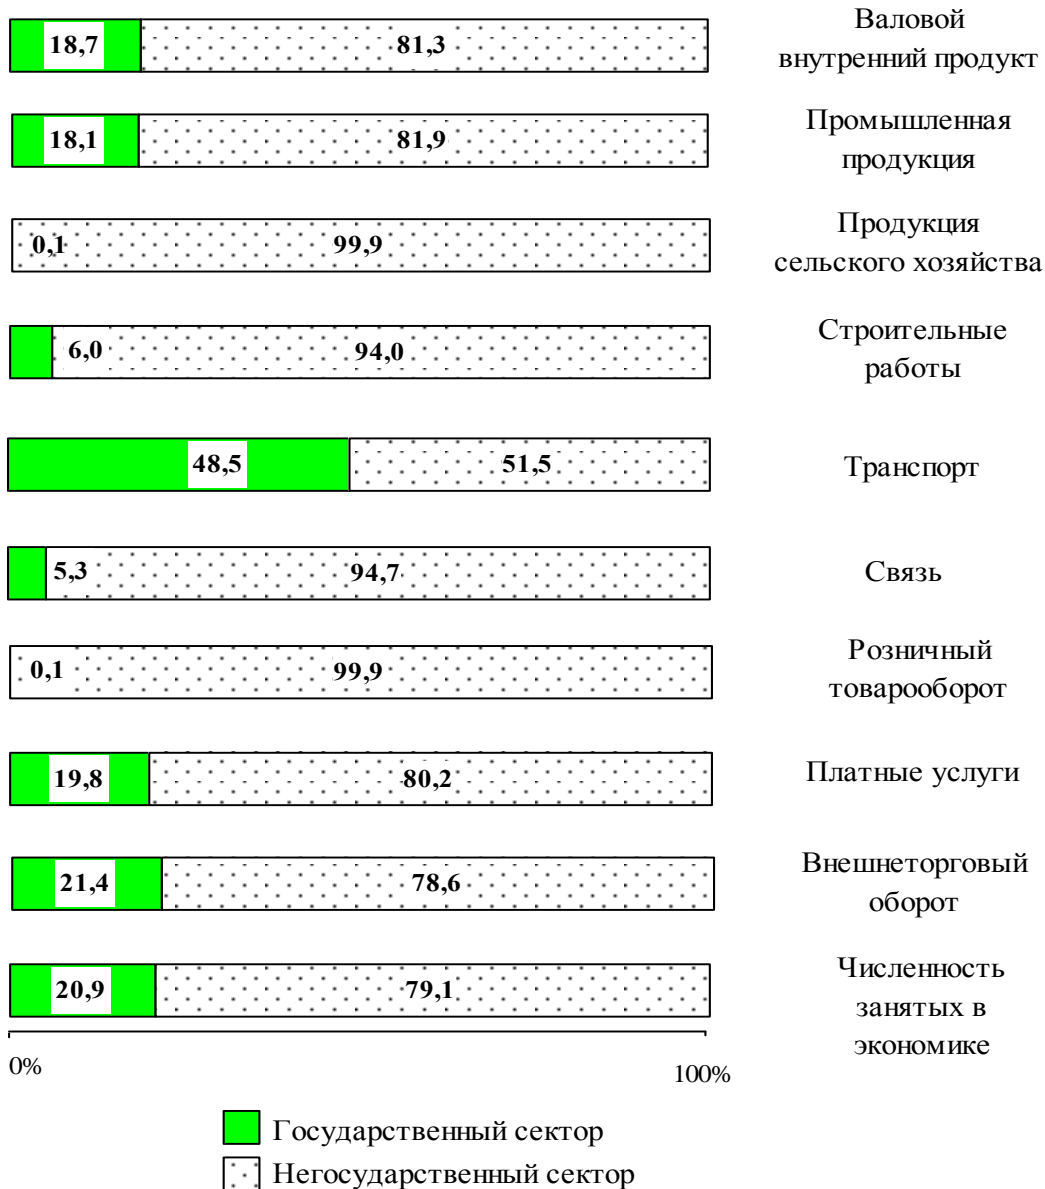 18,7 81,3 Валовой
внутренний продукт
18,1 81,9 Промышленная
продукция
0,1 99,9 Продукция
сельского хозяйства
6,0 94,0 Строительные
работы
48,5 51,5 Транспорт
5,3 94,7 Связь
0,1 99,9 Розничный
товарооборот
19,8 80,2 Платные услуги
21,4 78,6 Внешнеторговый
оборот
20,9 79,1 Численность
занятых в
экономике
0% 100%
Государственный сектор
Негосударственный сектор